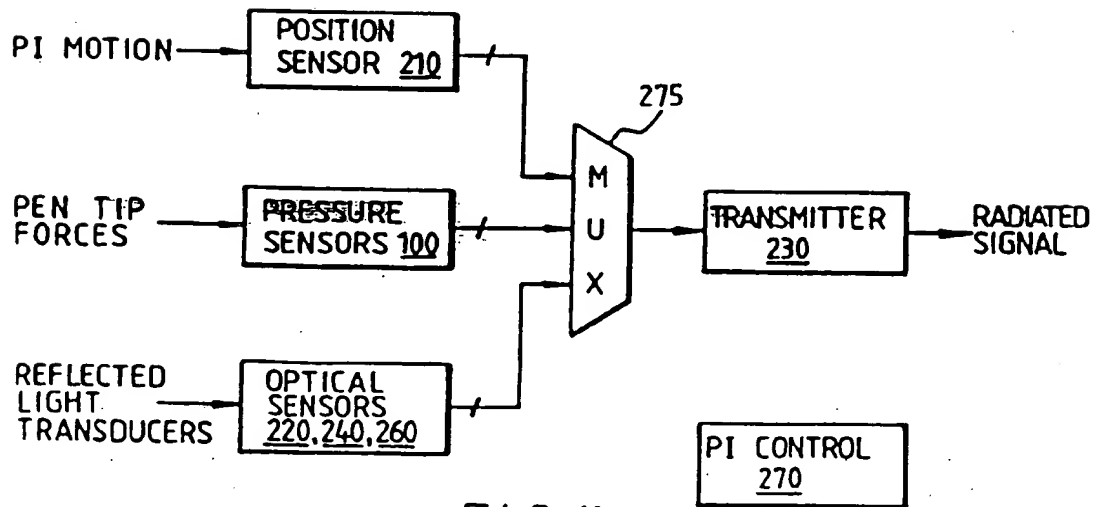 PI MOTION
POSITION
SENSOR 210
275
PEN TIP
FORCES
PRESSURE
SENSORS 100
M
U
X
TRANSMITTER
230
RADIATED
SIGNAL
REFLECTED
LIGHT
TRANSDUCERS
OPTICAL
SENSORS
220, 240, 260
PI CONTROL
270